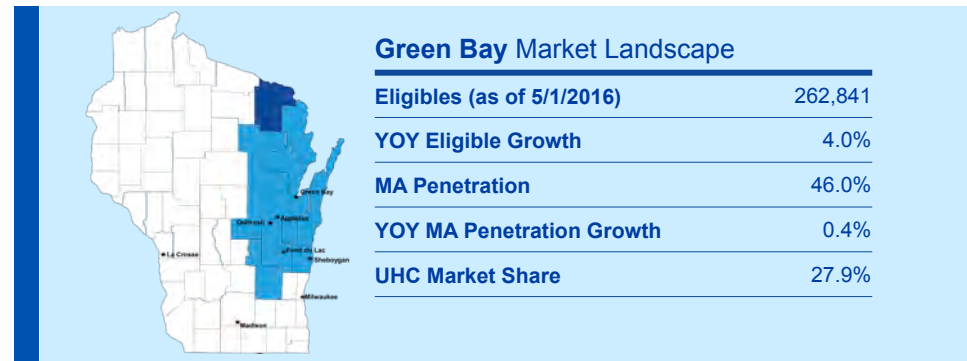 Green Bay Market Landscape
Eligibles (as of 5/1/2016) 262,841
YOY Eligible Growth 4.0%
MA Penetration 46.0%
YOY MA Penetration Growth 0.4%
UHC Market Share 27.9%
Green Bay
Appleton
Oshkosh
Fond du Lac
Sheboygan
La Crosse
Milwaukee
Madison